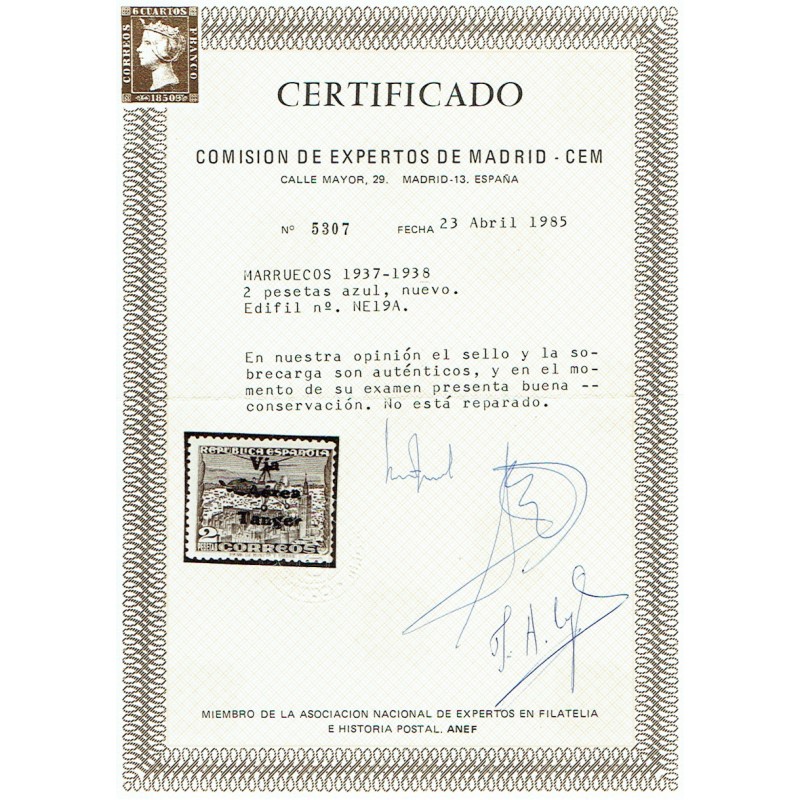 6 CUARTOS
CORREOS
FRANCO
1850
CERTIFICADO
COMISION DE EXPERTOS DE MADRID - CEM
CALLE MAYOR, 29. MADRID-13. ESPAÑA
Nº 5307 FECHA 23 Abril 1985
MARRUECOS 1937-1938
2 pesetas azul, nuevo.
Edifil nº. NE19A.
En nuestra opinión el sello y la so-
brecarga son auténticos, y en el mo-
mento de su examen presenta buena --
conservación. No está reparado.
REPUBLICA ESPAÑOLA
Vía
Aérea
Tanger
2
CORREOS
MIEMBRO DE LA ASOCIACION NACIONAL DE EXPERTOS EN FILATELIA
E HISTORIA POSTAL. ANEF